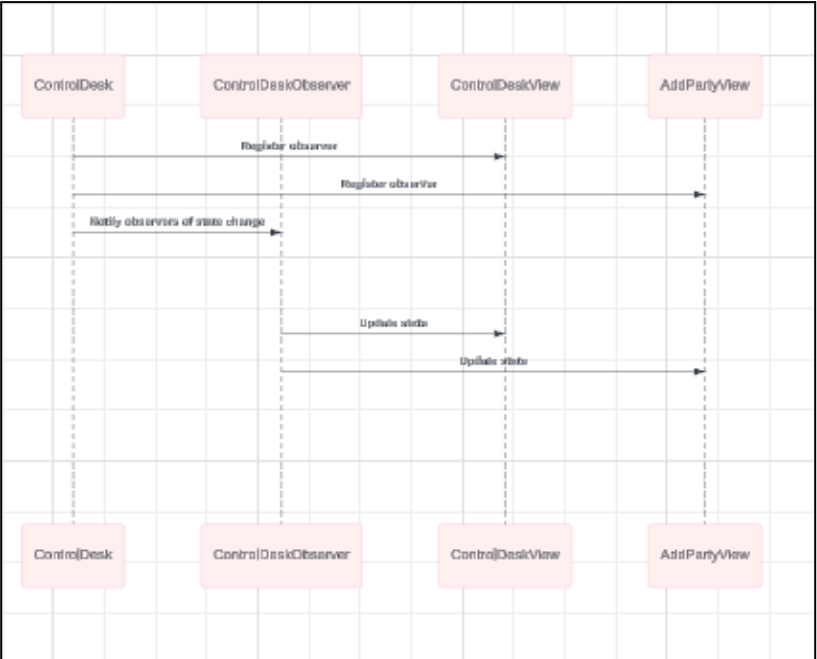 ControlDesk
ControlDeskObserver
ControlDeskView
AddPartyView
Register observer
Register observer
Notify observers of state change
Update state
Update state
ControlDesk
ControlDeskObserver
ControlDeskView
AddPartyView